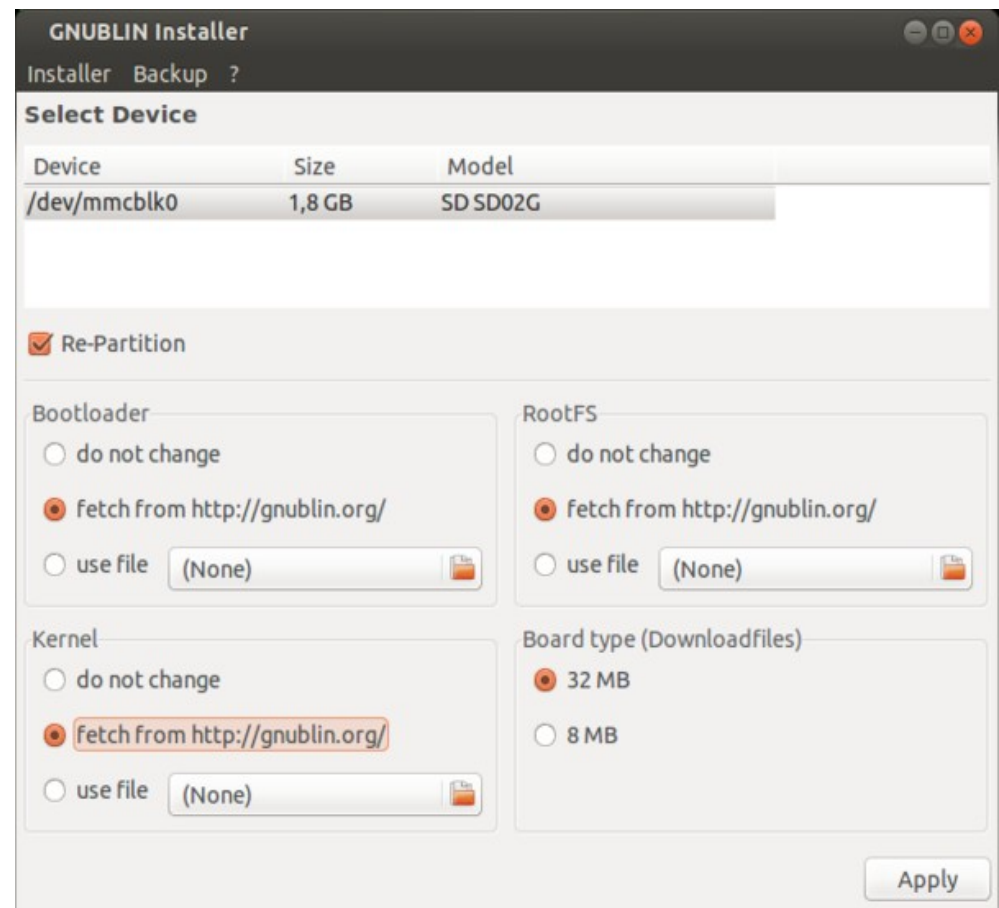 GNUBLIN Installer
Installer Backup ?
Select Device
Device Size Model
/dev/mmcblk0 1,8 GB SD SD02G
Re-Partition
Bootloader
do not change
fetch from http://gnublin.org/
use file (None)
RootFS
do not change
fetch from http://gnublin.org/
use file (None)
Kernel
do not change
fetch from http://gnublin.org/
use file (None)
Board type (Downloadfiles)
32 MB
8 MB
Apply